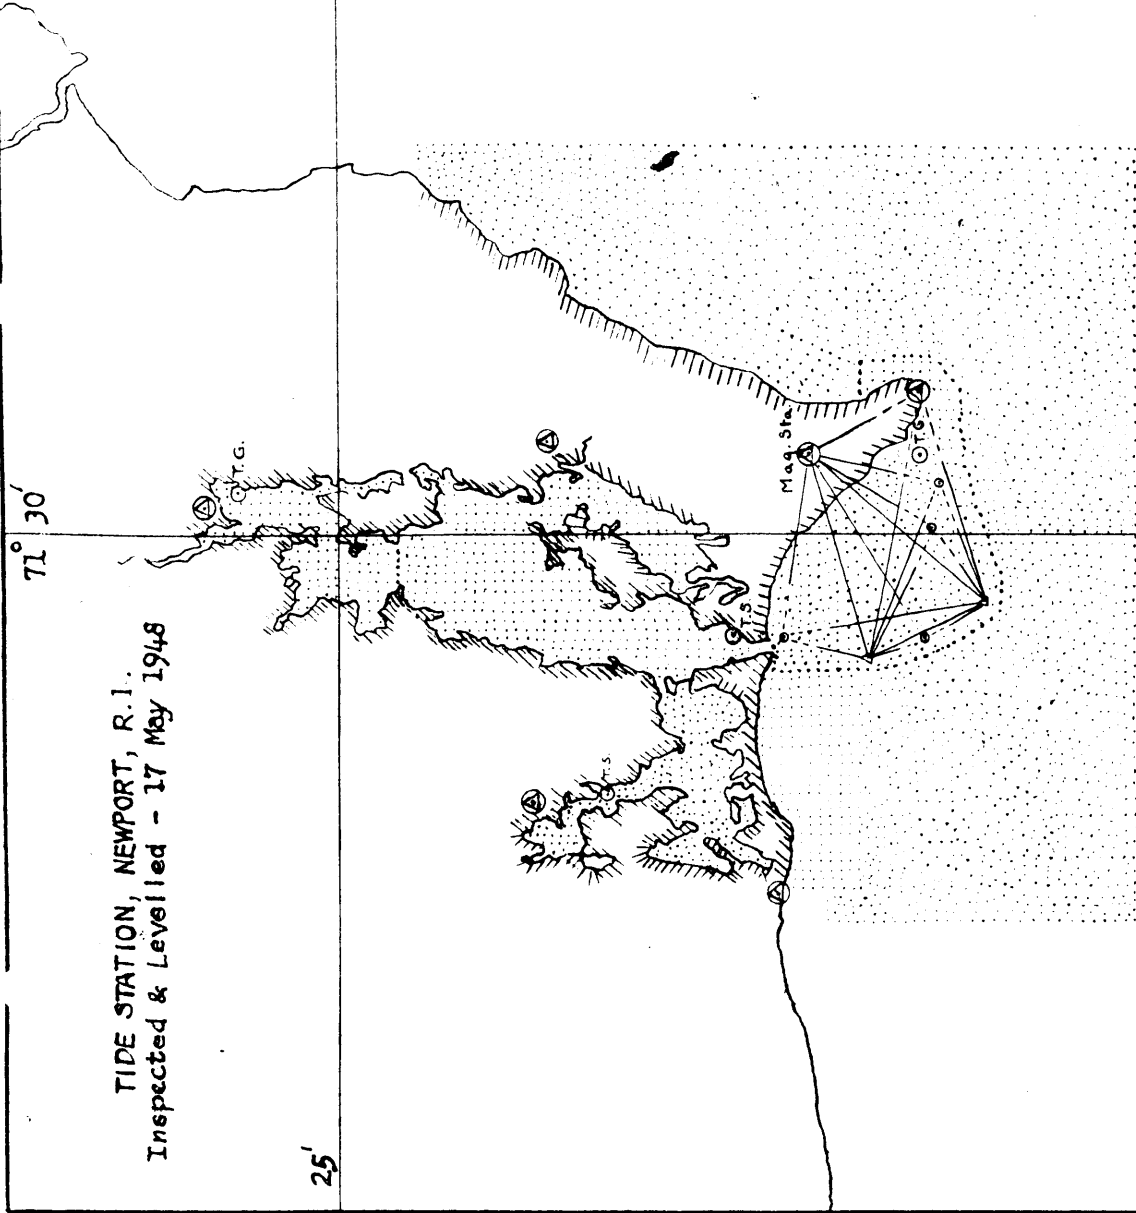 TIDE STATION, NEWPORT, R.I.
Inspected & Levelled - 17 May 1948
71° 30'
25'
T.G.
T.S.
T.S.
Mag. Sta.
T.G.